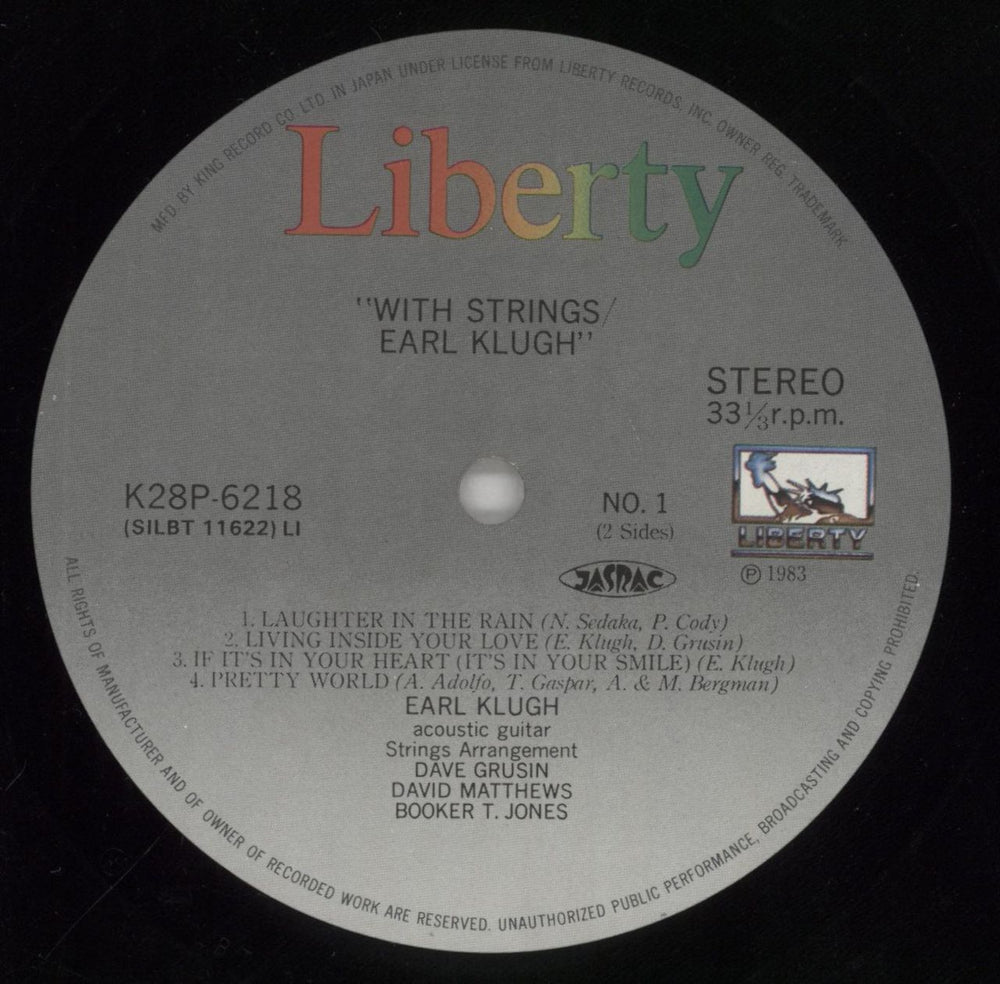 MFD. BY KING RECORD CO. LTD. IN JAPAN UNDER LICENSE FROM LIBERTY RECORDS, INC. OWNER REG. TRADEMARK
Liberty
"WITH STRINGS/
EARL KLUGH"
STEREO
33⅓r.p.m.
K28P-6218
(SILBT 11622) LI
NO. 1
(2 Sides)
LIBERTY
Ⓟ 1983
JASRAC
1. LAUGHTER IN THE RAIN (N. Sedaka, P. Cody)
2. LIVING INSIDE YOUR LOVE (E. Klugh, D. Grusin)
3. IF IT'S IN YOUR HEART (IT'S IN YOUR SMILE) (E. Klugh)
4. PRETTY WORLD (A. Adolfo, T. Gaspar, A. & M. Bergman)
EARL KLUGH
acoustic guitar
Strings Arrangement
DAVE GRUSIN
DAVID MATTHEWS
BOOKER T. JONES
ALL RIGHTS OF MANUFACTURER AND OF OWNER OF RECORDED WORK ARE RESERVED. UNAUTHORIZED PUBLIC PERFORMANCE, BROADCASTING AND COPYING PROHIBITED.